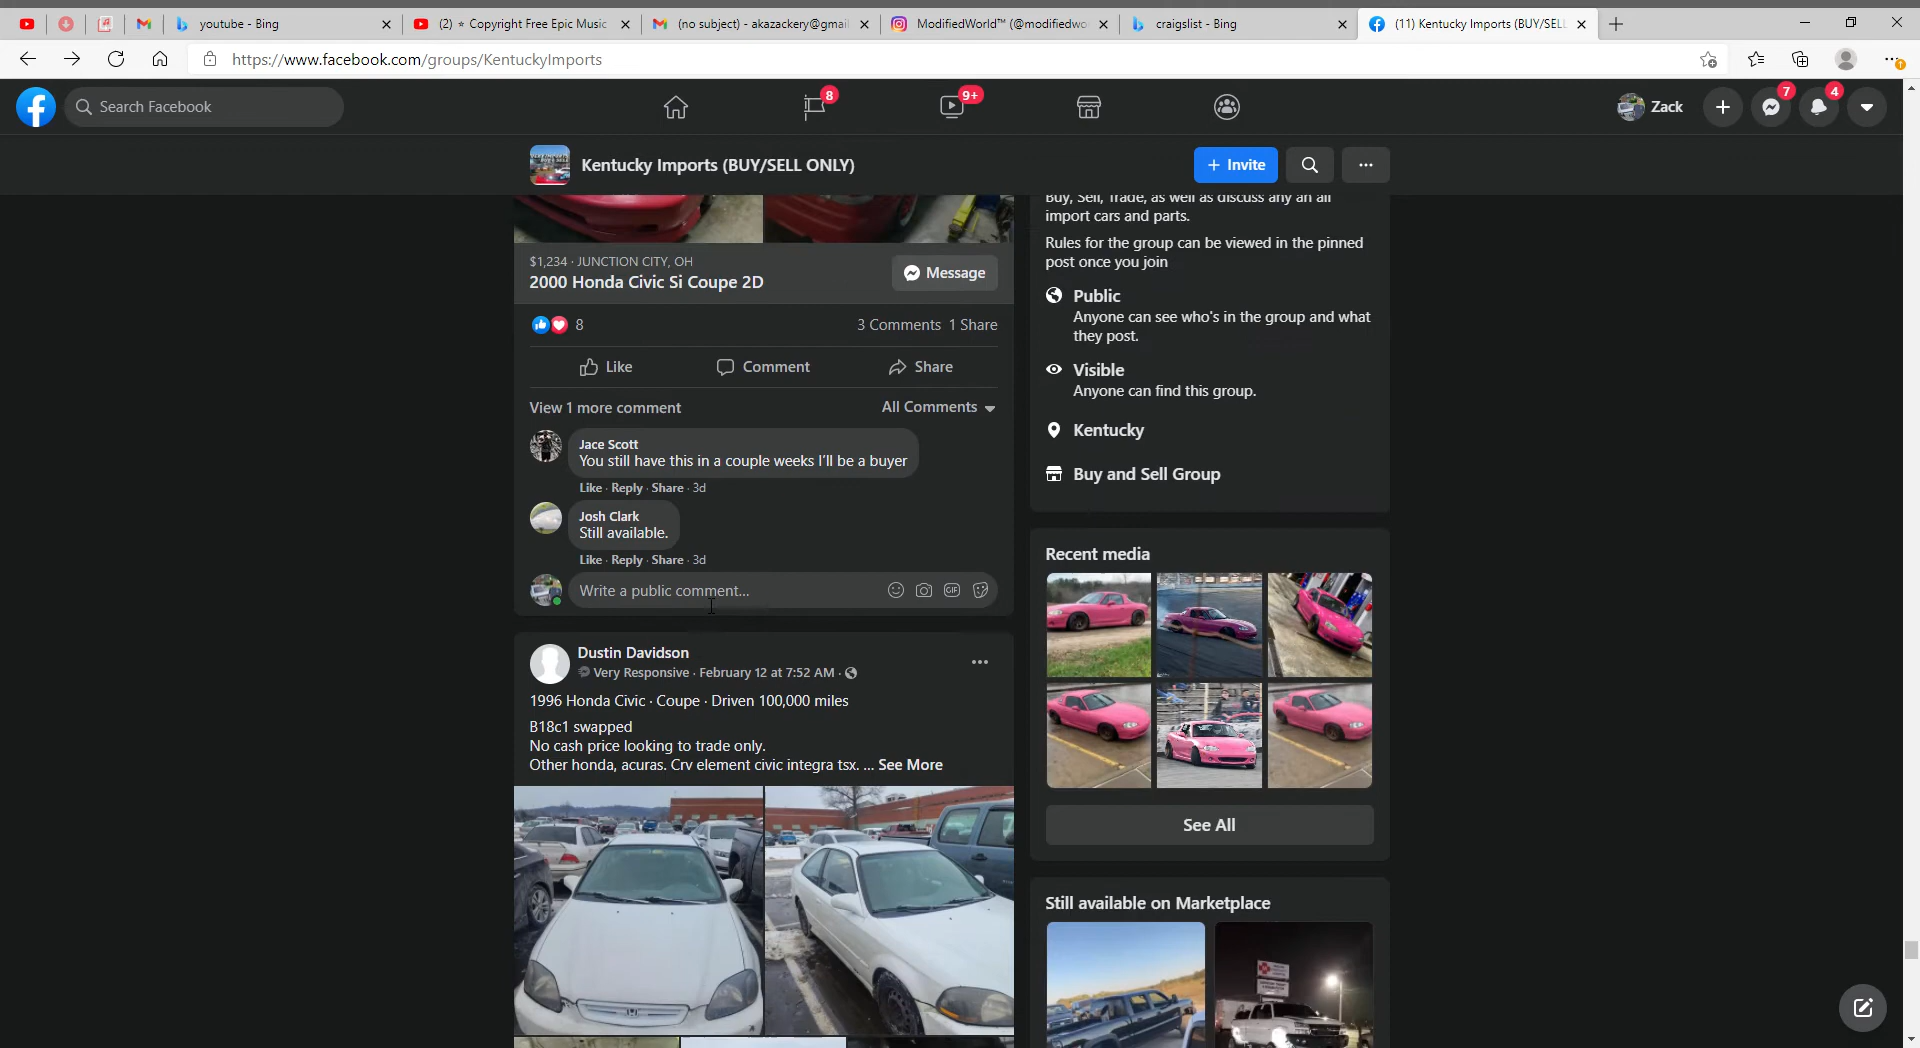 youtube - Bing
(2) ☆ Copyright Free Epic Music
(no subject) - akazackery@gmail
ModifiedWorld™ (@modifiedwo
craigslist - Bing
(11) Kentucky Imports (BUY/SELL
https://www.facebook.com/groups/KentuckyImports
Search Facebook
8
9+
Zack
7
4
Kentucky Imports (BUY/SELL ONLY)
+ Invite
$1,234 · JUNCTION CITY, OH
2000 Honda Civic Si Coupe 2D
Message
8
3 Comments 1 Share
Like
Comment
Share
View 1 more comment
All Comments
Jace Scott
You still have this in a couple weeks I'll be a buyer
Like · Reply · Share · 3d
Josh Clark
Still available.
Like · Reply · Share · 3d
Write a public comment...
GIF
Dustin Davidson
Very Responsive · February 12 at 7:52 AM ·
1996 Honda Civic · Coupe · Driven 100,000 miles
B18c1 swapped
No cash price looking to trade only.
Other honda, acuras. Crv element civic integra tsx. ... See More
Buy, Sell, Trade, as well as discuss any an all
import cars and parts.
Rules for the group can be viewed in the pinned
post once you join
Public
Anyone can see who's in the group and what
they post.
Visible
Anyone can find this group.
Kentucky
Buy and Sell Group
Recent media
See All
Still available on Marketplace